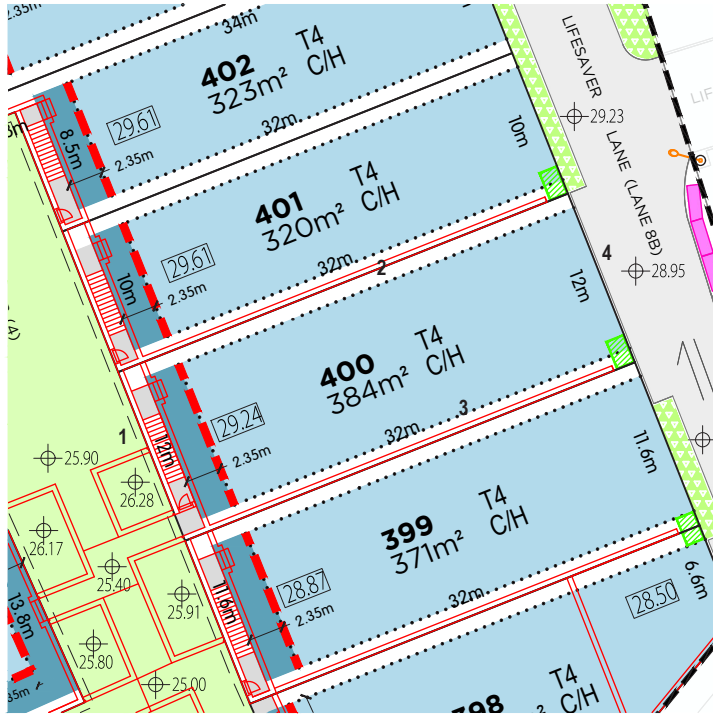 2.35m
34m
LIFESAVER
LANE (LANE 8B)
402
323m²
T4
C/H
8.5m
29.61
2.35m
32m
10m
29.23
401
320m²
T4
C/H
29.61
10m
2.35m
32m
2
4
28.95
12m
400
384m²
T4
C/H
29.24
12m
2.35m
32m
3
1
11.6m
25.90
26.28
26.17
25.40
25.91
25.80
25.00
13.8m
399
371m²
T4
C/H
28.87
11.6m
2.35m
32m
6.6m
28.50
398
T4
C/H
(4)